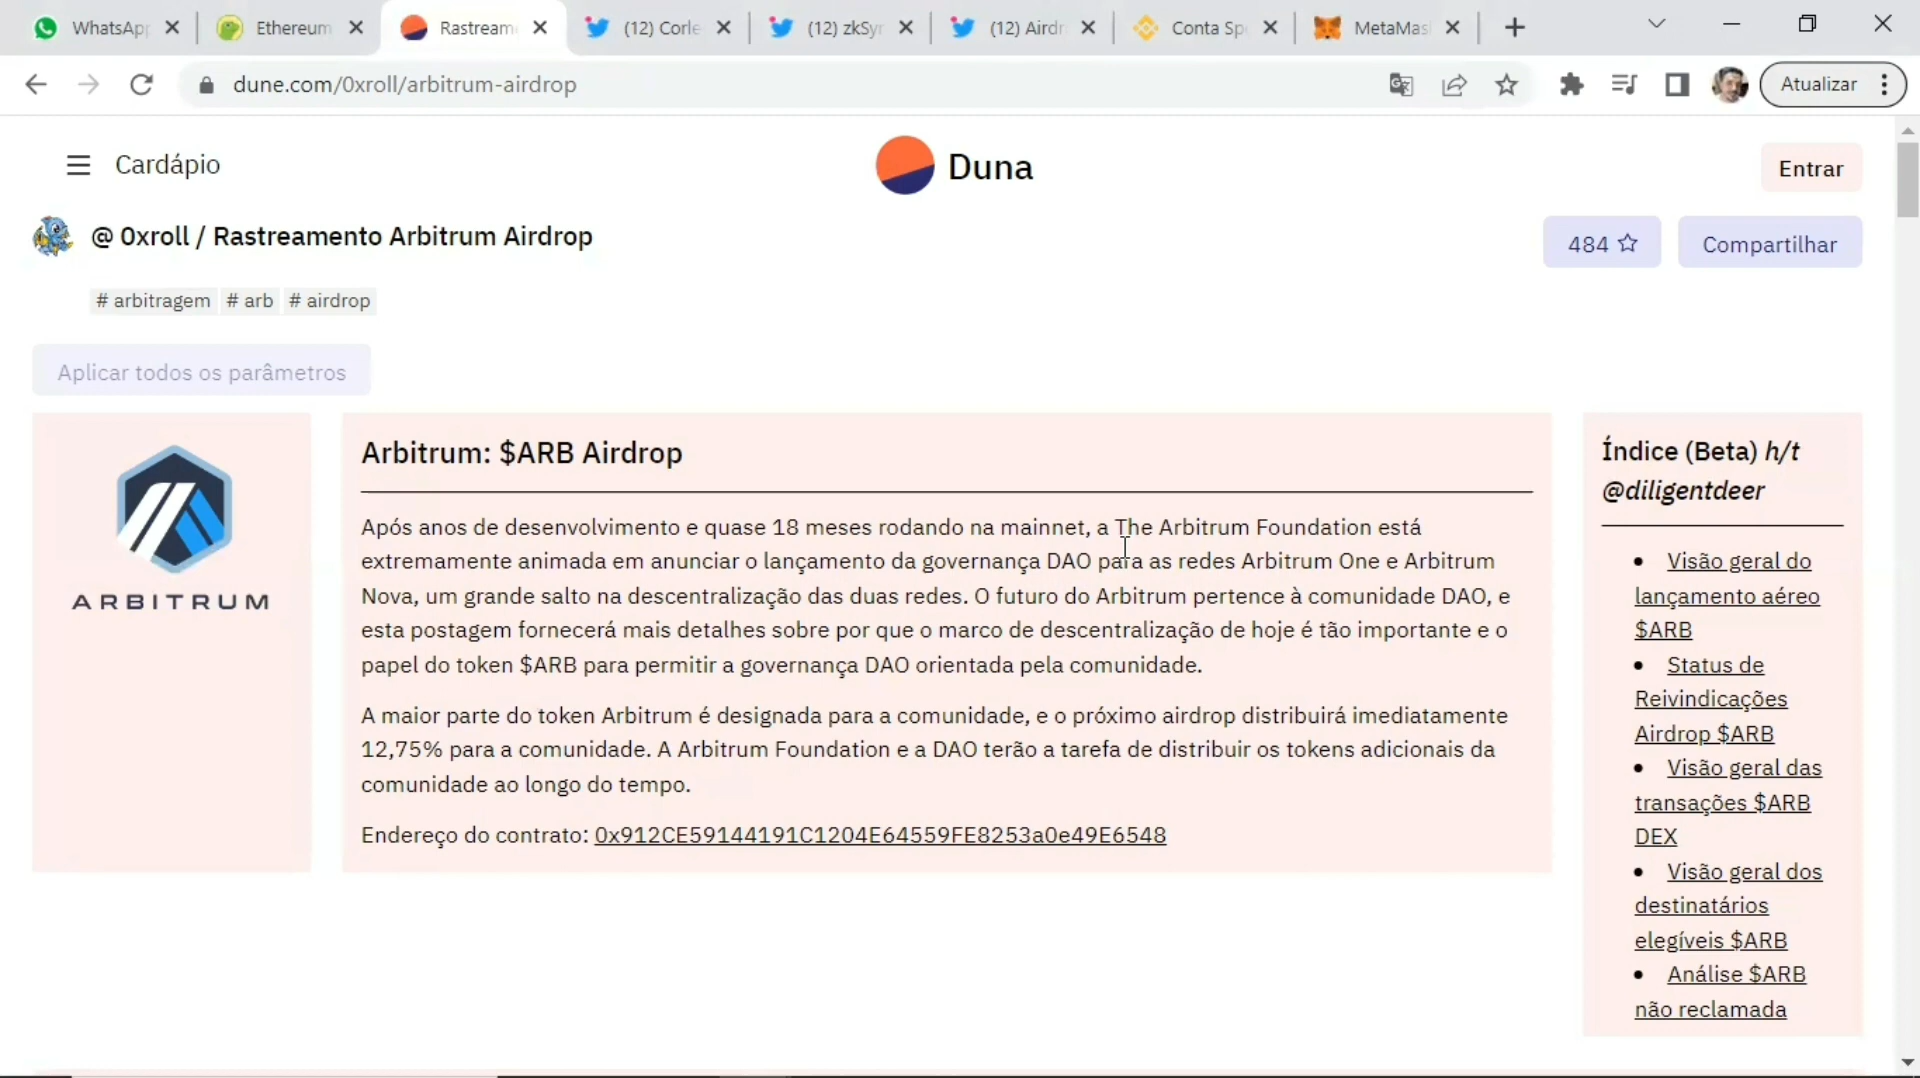 WhatsApp
Ethereum
Rastream
(12) Corle
(12) zkSyn
(12) Airdr
Conta Sp
MetaMas
dune.com/0xroll/arbitrum-airdrop
Atualizar
Cardápio
Duna
Entrar
@ 0xroll / Rastreamento Arbitrum Airdrop
484
Compartilhar
# arbitragem # arb # airdrop
Aplicar todos os parâmetros
ARBITRUM
Arbitrum: $ARB Airdrop
Após anos de desenvolvimento e quase 18 meses rodando na mainnet, a The Arbitrum Foundation está
extremamente animada em anunciar o lançamento da governança DAO para as redes Arbitrum One e Arbitrum
Nova, um grande salto na descentralização das duas redes. O futuro do Arbitrum pertence à comunidade DAO, e
esta postagem fornecerá mais detalhes sobre por que o marco de descentralização de hoje é tão importante e o
papel do token $ARB para permitir a governança DAO orientada pela comunidade.
A maior parte do token Arbitrum é designada para a comunidade, e o próximo airdrop distribuirá imediatamente
12,75% para a comunidade. A Arbitrum Foundation e a DAO terão a tarefa de distribuir os tokens adicionais da
comunidade ao longo do tempo.
Endereço do contrato: 0x912CE59144191C1204E64559FE8253a0e49E6548
Índice (Beta) h/t
@diligentdeer
• Visão geral do
lançamento aéreo
$ARB
• Status de
Reivindicações
Airdrop $ARB
• Visão geral das
transações $ARB
DEX
• Visão geral dos
destinatários
elegíveis $ARB
• Análise $ARB
não reclamada